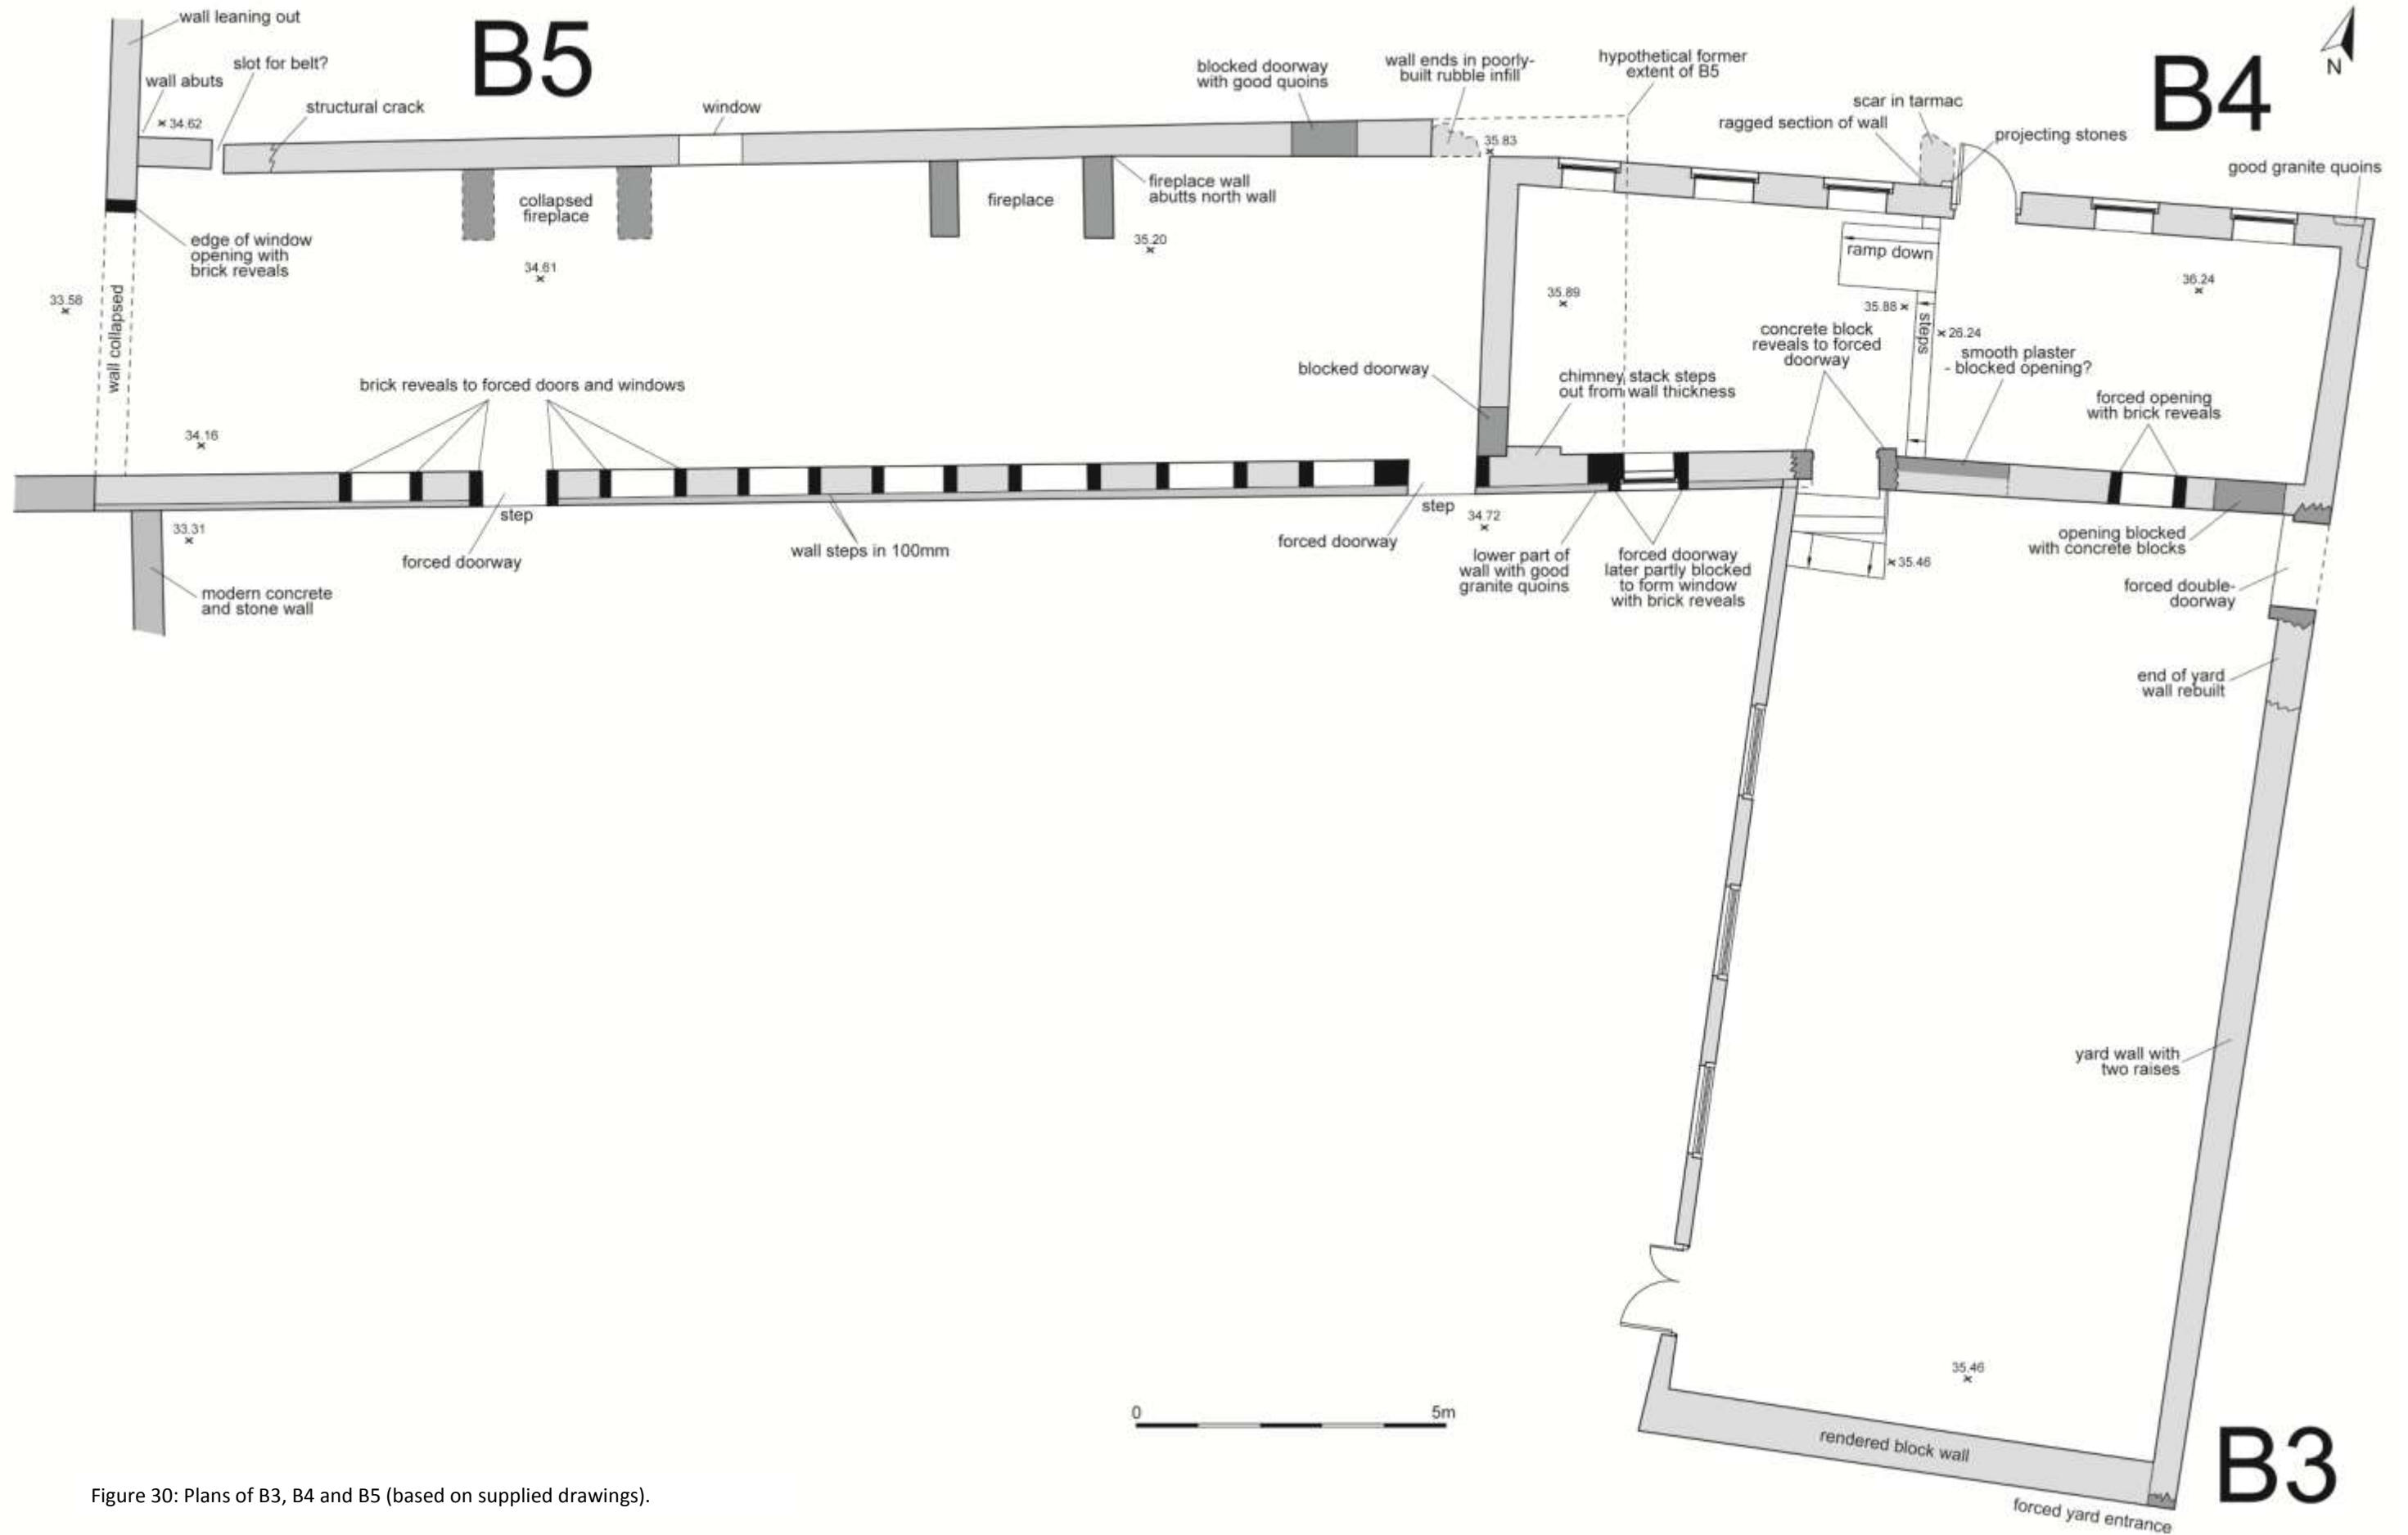 wall leaning out
B5
slot for belt?
wall abuts
structural crack
34.62
window
blocked doorway
with good quoins
wall ends in poorly-
built rubble infill
hypothetical former
extent of B5
N
B4
scar in tarmac
ragged section of wall
projecting stones
good granite quoins
35.83
fireplace wall
abutts north wall
collapsed
fireplace
fireplace
35.20
edge of window
opening with
brick reveals
34.61
33.58
wall collapsed
ramp down
36.24
35.89
35.88
steps
26.24
concrete block
reveals to forced
doorway
smooth plaster
- blocked opening?
blocked doorway
chimney stack steps
out from wall thickness
forced opening
with brick reveals
brick reveals to forced doors and windows
34.16
step
step
34.72
33.31
forced doorway
wall steps in 100mm
forced doorway
lower part of
wall with good
granite quoins
forced doorway
later partly blocked
to form window
with brick reveals
35.46
opening blocked
with concrete blocks
forced double-
doorway
modern concrete
and stone wall
end of yard
wall rebuilt
yard wall with
two raises
35.46
0
5m
rendered block wall
B3
forced yard entrance
Figure 30: Plans of B3, B4 and B5 (based on supplied drawings).